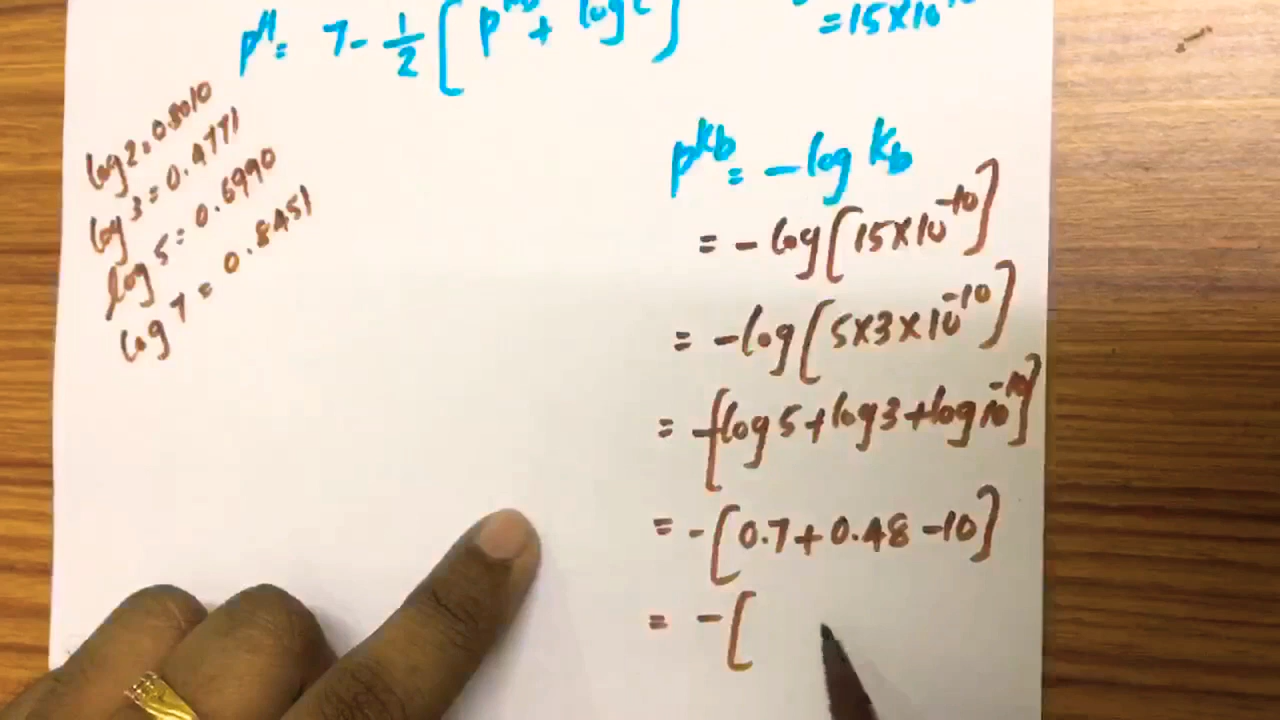 pH = 7 - 1/2 [ pKb + log C ]
= 15×10
log 2 = 0.3010
log 3 = 0.4771
log 5 = 0.6990
log 7 = 0.8451
pKb = -log Kb
= -log [15×10⁻¹⁰]
= -log [5×3×10⁻¹⁰]
= -[log 5 + log 3 + log 10⁻¹⁰]
= -[0.7 + 0.48 - 10]
= -[